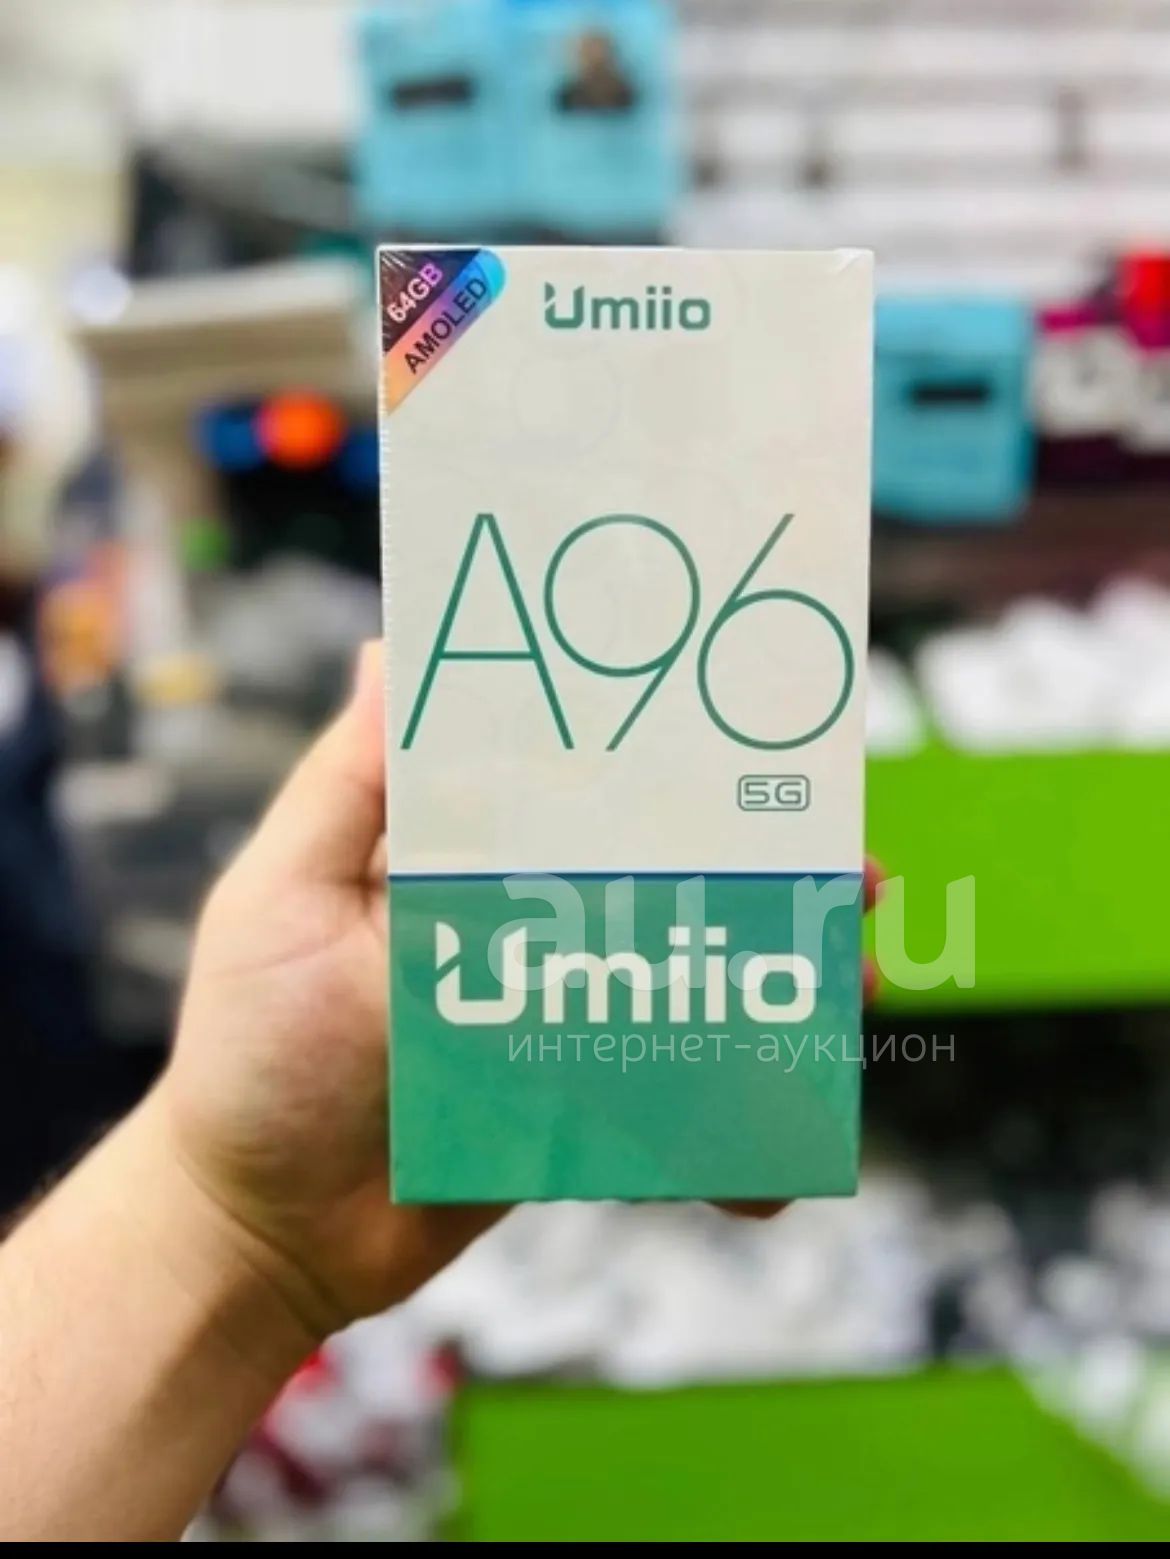 64GB
AMOLED
Umiio
A96
5G
au.ru
Umiio
интернет-аукцион